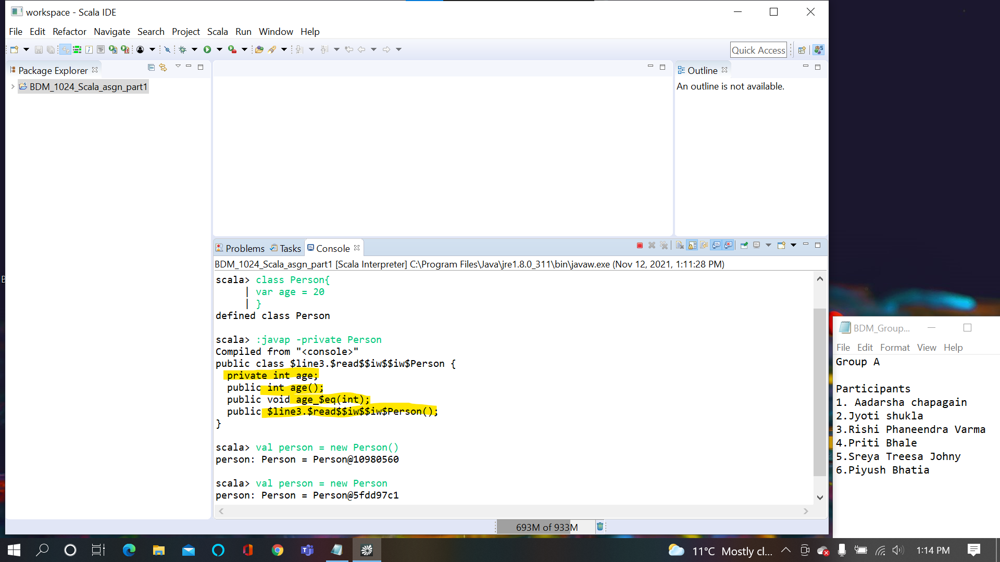 workspace - Scala IDE
File Edit Refactor Navigate Search Project Scala Run Window Help
Quick Access
Package Explorer
BDM_1024_Scala_asgn_part1
Outline
An outline is not available.
Problems Tasks Console
BDM_1024_Scala_asgn_part1 [Scala Interpreter] C:\Program Files\Java\jre1.8.0_311\bin\javaw.exe (Nov 12, 2021, 1:11:28 PM)
scala> class Person{
| var age = 20
| }
defined class Person
scala> :javap -private Person
Compiled from "<console>"
public class $line3.$read$$iw$$iw$Person {
private int age;
public int age();
public void age_$eq(int);
public $line3.$read$$iw$$iw$Person();
}
scala> val person = new Person()
person: Person = Person@10980560
scala> val person = new Person
person: Person = Person@5fdd97c1
693M of 933M
BDM_Group...
File Edit Format View Help
Group A
Participants
1. Aadarsha chapagain
2.Jyoti shukla
3.Rishi Phaneendra Varma
4.Priti Bhale
5.Sreya Treesa Johny
6.Piyush Bhatia
11°C Mostly cl...
1:14 PM